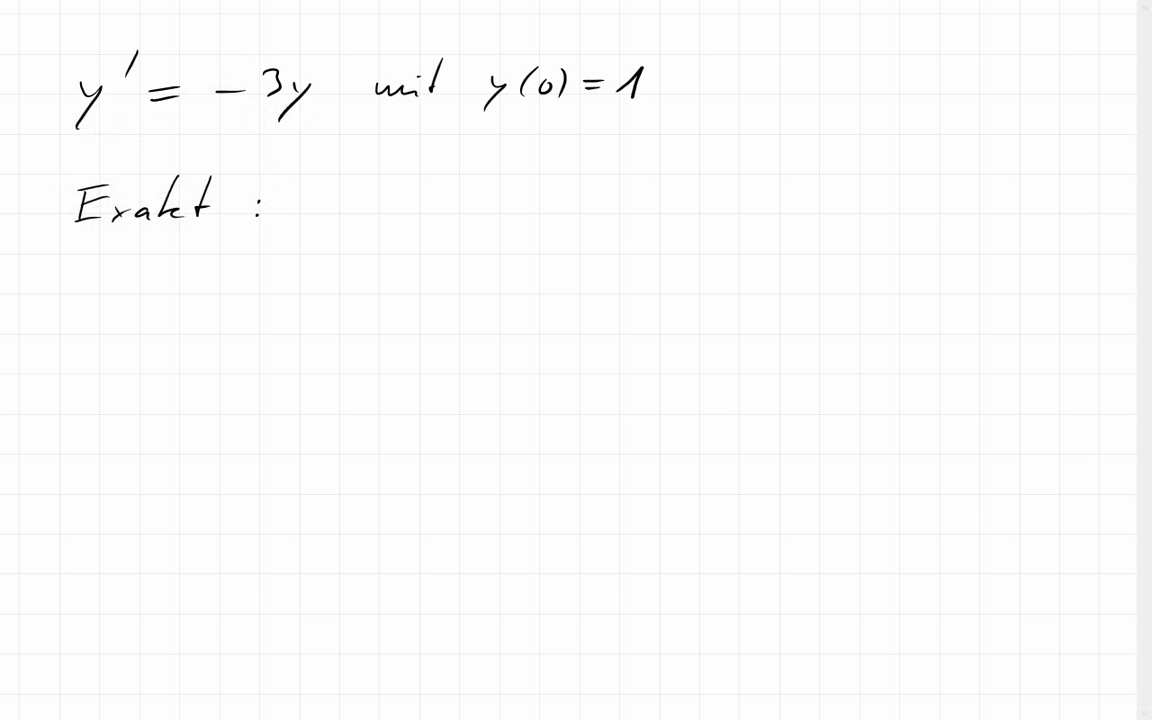 y' = -3y mit y(0) = 1
Exakt :